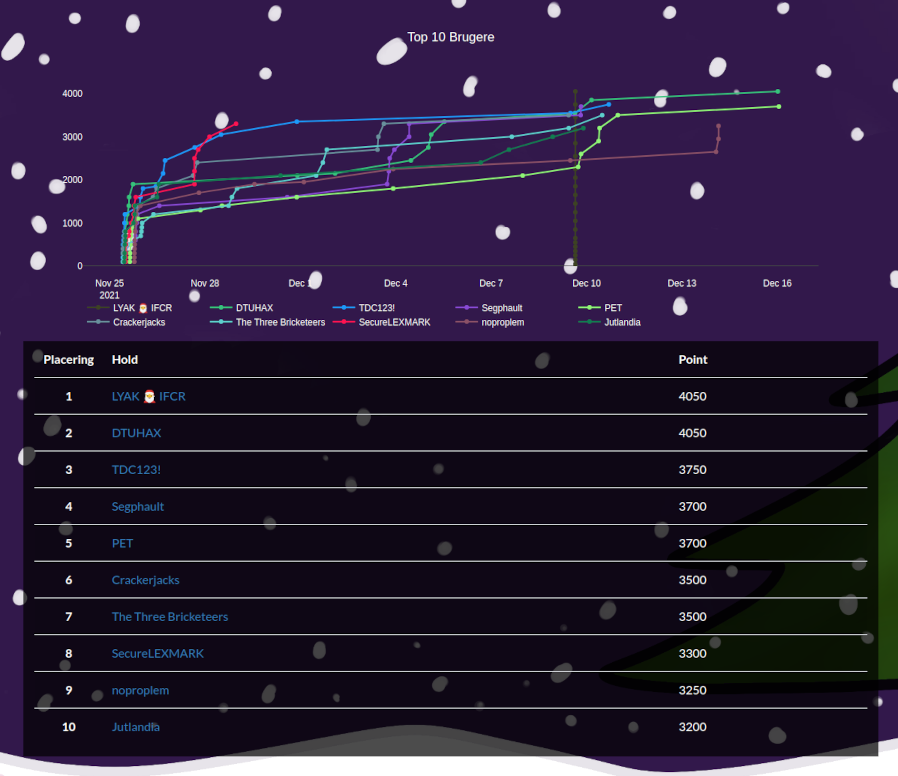 Top 10 Brugere
4000
3000
2000
1000
0
Nov 25 Nov 28 Dec Dec 4 Dec 7 Dec 10 Dec 13 Dec 16
2021
LYAK 🎅 IFCR DTUHAX TDC123! Segphault PET
Crackerjacks The Three Bricketeers SecureLEXMARK noproplem Jutlandia
Placering Hold Point
1 LYAK 🎅 IFCR 4050
2 DTUHAX 4050
3 TDC123! 3750
4 Segphault 3700
5 PET 3700
6 Crackerjacks 3500
7 The Three Bricketeers 3500
8 SecureLEXMARK 3300
9 noproplem 3250
10 Jutlandia 3200